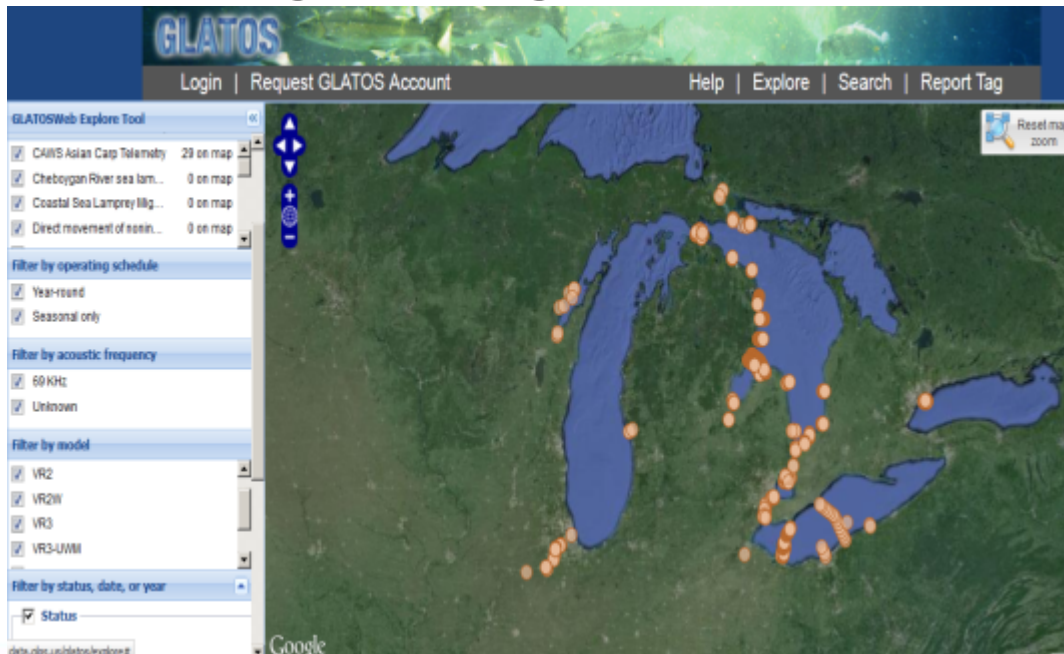 GLATOS
Login | Request GLATOS Account
Help | Explore | Search | Report Tag
GLATOSWeb Explore Tool
CAWS Asian Carp Telemetry 29 on map
Cheboygan River sea lam... 0 on map
Coastal Sea Lamprey Mig... 0 on map
Direct movement of nonin... 0 on map
Filter by operating schedule
Year-round
Seasonal only
Filter by acoustic frequency
69 KHz
Unknown
Filter by model
VR2
VR2W
VR3
VR3-UWM
Filter by status, date, or year
Status
Reset ma
zoom
Google